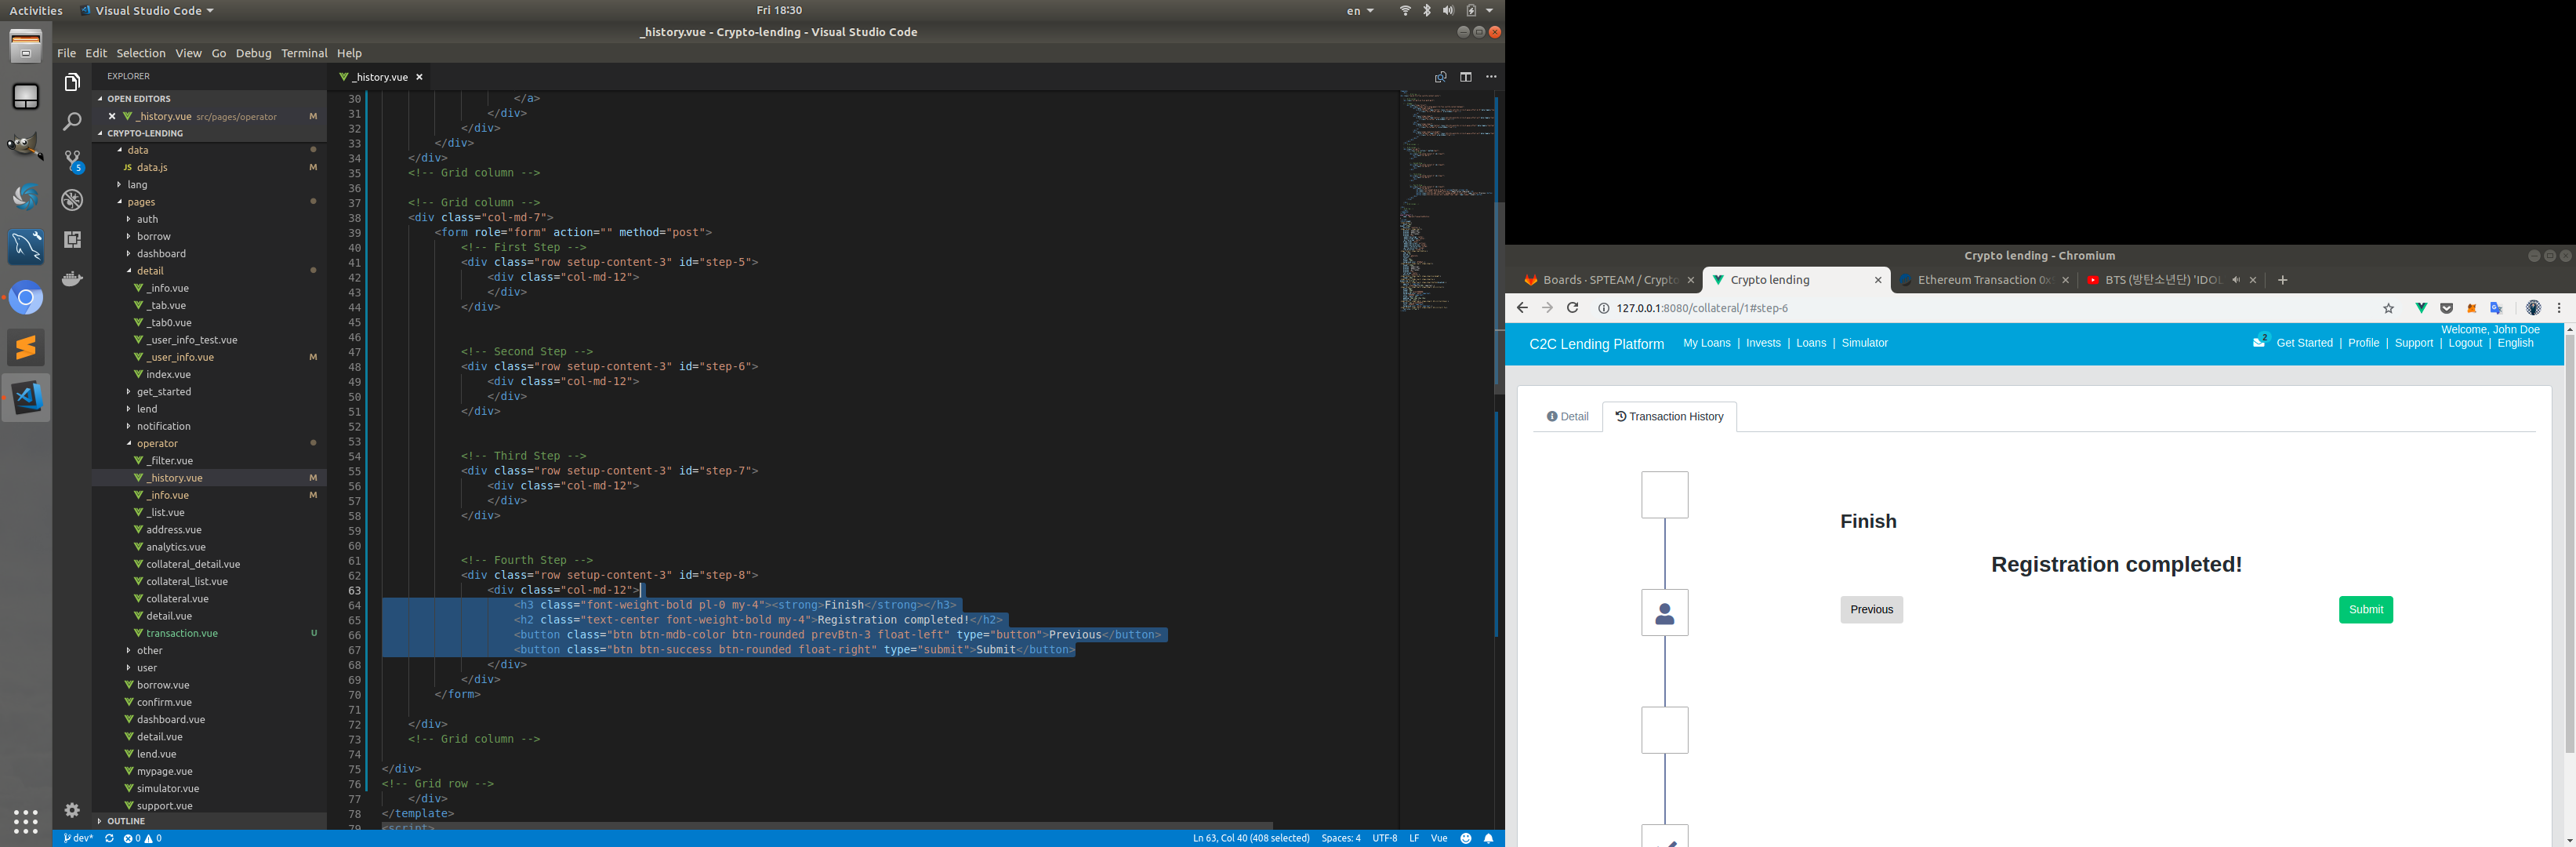 Activities
Visual Studio Code
Fri 18:30
en
_history.vue - Crypto-lending - Visual Studio Code
File Edit Selection View Go Debug Terminal Help
EXPLORER
OPEN EDITORS
_history.vue src/pages/operator M
CRYPTO-LENDING
data
JS data.js M
lang
pages
auth
borrow
dashboard
detail
_info.vue
_tab.vue
_tab0.vue
_user_info_test.vue
_user_info.vue M
index.vue
get_started
lend
notification
operator
_filter.vue
_history.vue M
_info.vue M
_list.vue
address.vue
analytics.vue
collateral_detail.vue
collateral_list.vue
collateral.vue
detail.vue
transaction.vue U
other
user
borrow.vue
confirm.vue
dashboard.vue
detail.vue
lend.vue
mypage.vue
simulator.vue
support.vue
OUTLINE
5
_history.vue
30 </a>
31 </div>
32 </div>
33 </div>
34 </div>
35 <!-- Grid column -->
36
37 <!-- Grid column -->
38 <div class="col-md-7">
39 <form role="form" action="" method="post">
40 <!-- First Step -->
41 <div class="row setup-content-3" id="step-5">
42 <div class="col-md-12">
43 </div>
44 </div>
45
46
47 <!-- Second Step -->
48 <div class="row setup-content-3" id="step-6">
49 <div class="col-md-12">
50 </div>
51 </div>
52
53
54 <!-- Third Step -->
55 <div class="row setup-content-3" id="step-7">
56 <div class="col-md-12">
57 </div>
58 </div>
59
60
61 <!-- Fourth Step -->
62 <div class="row setup-content-3" id="step-8">
63 <div class="col-md-12">
64 <h3 class="font-weight-bold pl-0 my-4"><strong>Finish</strong></h3>
65 <h2 class="text-center font-weight-bold my-4">Registration completed!</h2>
66 <button class="btn btn-mdb-color btn-rounded prevBtn-3 float-left" type="button">Previous</button>
67 <button class="btn btn-success btn-rounded float-right" type="submit">Submit</button>
68 </div>
69 </div>
70 </form>
71
72 </div>
73 <!-- Grid column -->
74
75 </div>
76 <!-- Grid row -->
77 </div>
78 </template>
79 <script>
dev* 0 0
Ln 63, Col 40 (408 selected) Spaces: 4 UTF-8 LF Vue
Crypto lending - Chromium
Boards · SPTEAM / Crypto
Crypto lending
Ethereum Transaction 0x
BTS (방탄소년단) 'IDOL
127.0.0.1:8080/collateral/1#step-6
Welcome, John Doe
C2C Lending Platform
My Loans | Invests | Loans | Simulator
2
Get Started | Profile | Support | Logout | English
Detail
Transaction History
Finish
Registration completed!
Previous
Submit